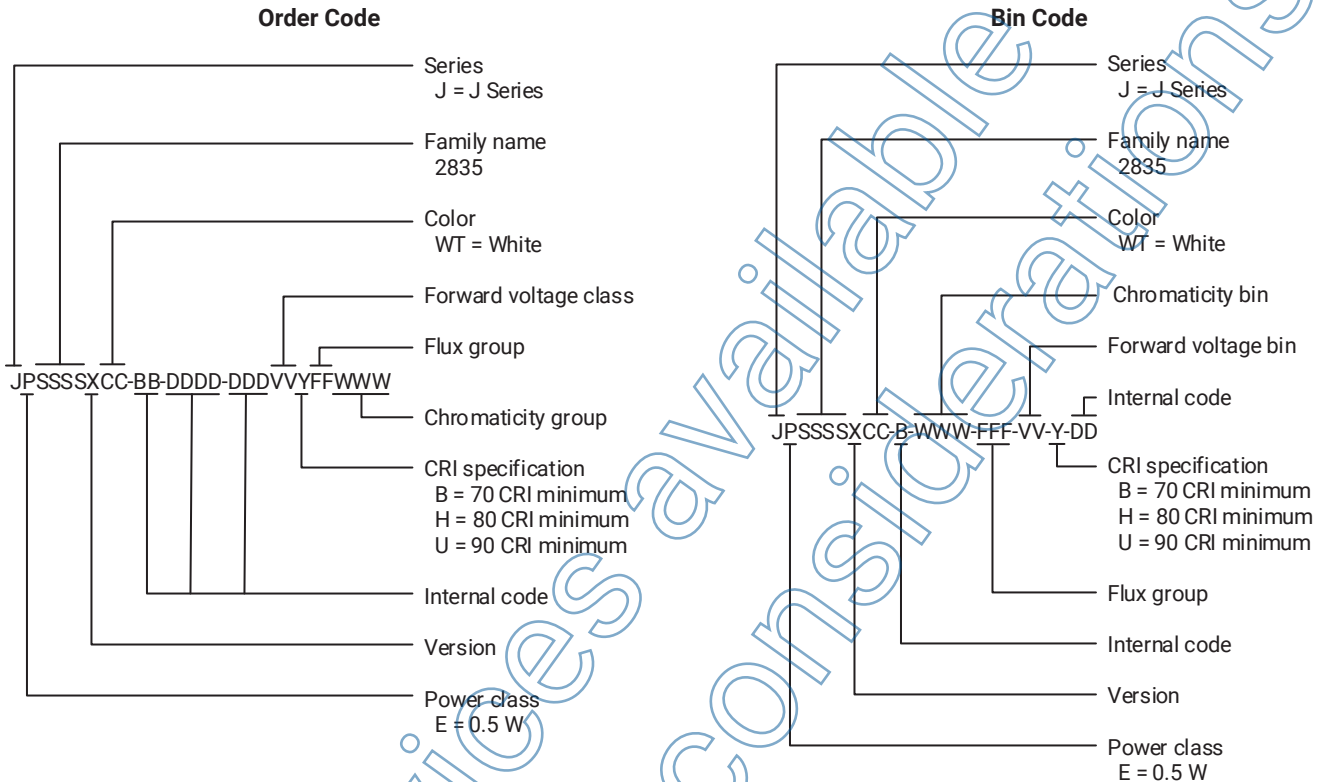 Order Code
Series
J = J Series
Family name
2835
Color
WT = White
Forward voltage class
Flux group
JPSSSSXCC-BB-DDDD-DDDVVYFFWWW
Chromaticity group
CRI specification
B = 70 CRI minimum
H = 80 CRI minimum
U = 90 CRI minimum
Internal code
Version
Power class
E = 0.5 W
Bin Code
Series
J = J Series
Family name
2835
Color
WT = White
Chromaticity bin
Forward voltage bin
Internal code
JPSSSSXCC-B-WWW-FFF-VV-Y-DD
CRI specification
B = 70 CRI minimum
H = 80 CRI minimum
U = 90 CRI minimum
Flux group
Internal code
Version
Power class
E = 0.5 W
available
considerations